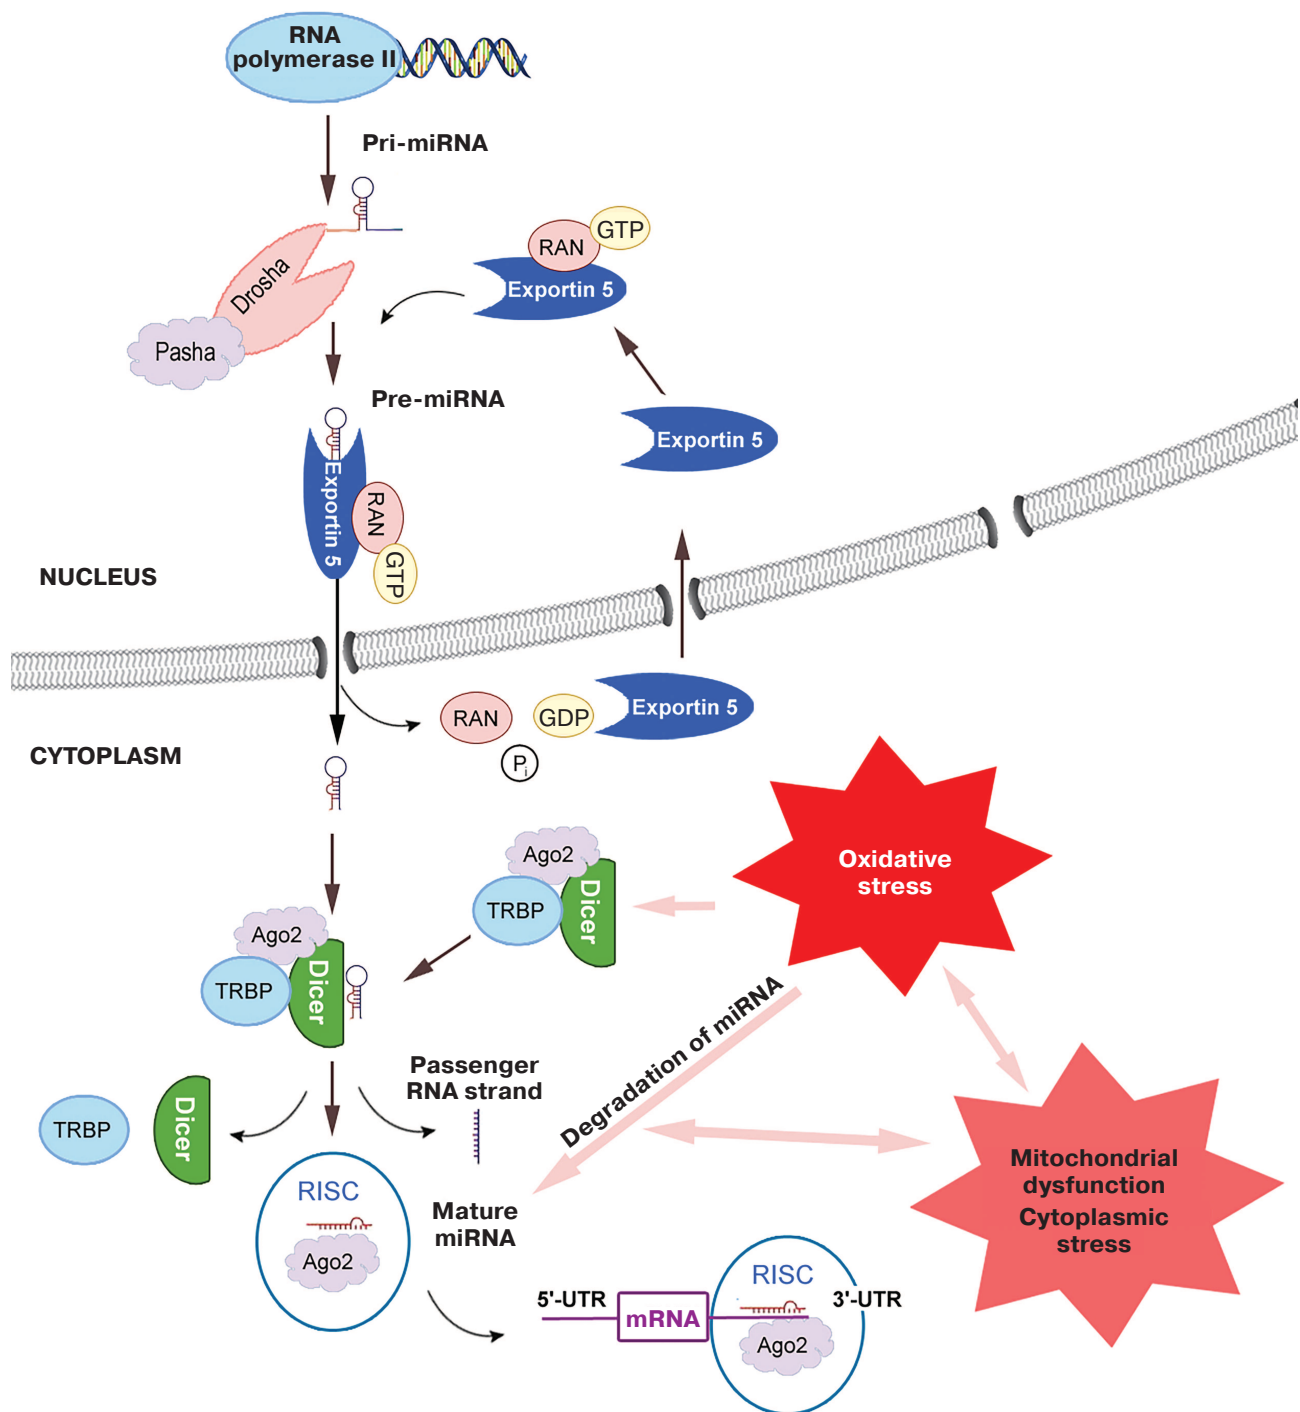 RNA
polymerase II
Pri-miRNA
GTP
RAN
Exportin 5
Drosha
Pasha
Pre-miRNA
Exportin 5
Exportin 5
RAN
GTP
NUCLEUS
RAN
GDP
Exportin 5
CYTOPLASM
Pi
Ago2
TRBP
Dicer
Oxidative
stress
Ago2
TRBP
Dicer
Degradation of miRNA
Passenger
RNA strand
TRBP
Dicer
Mitochondrial
dysfunction
Cytoplasmic
stress
RISC
Ago2
Mature
miRNA
RISC
5'-UTR
mRNA
3'-UTR
Ago2